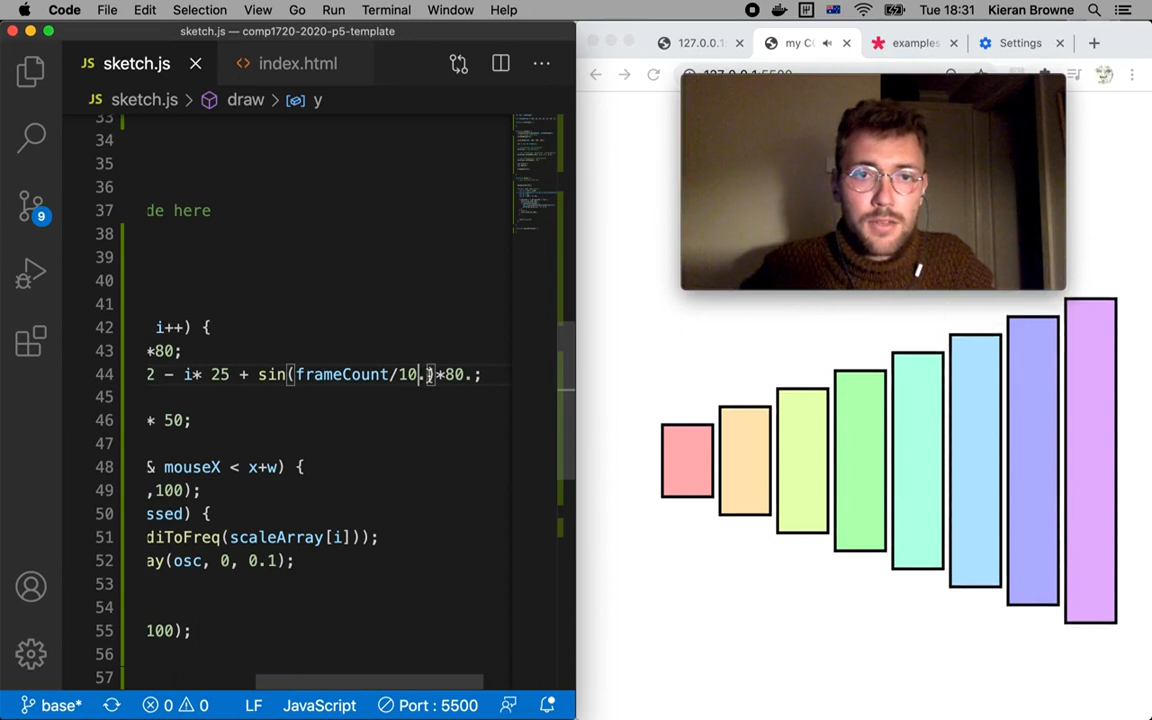 Code File Edit Selection View Go Run Terminal Window Help
Tue 18:31 Kieran Browne
sketch.js — comp1720-2020-p5-template
JS sketch.js
<> index.html
JS sketch.js > draw > y
33
34
35
36
37 de here
38
39
40
41
42 i++) {
43 *80;
44 2 - i* 25 + sin(frameCount/10.)*80.;
45
46 * 50;
47
48 & mouseX < x+w) {
49 ,100);
50 ssed) {
51 diToFreq(scaleArray[i]));
52 ay(osc, 0, 0.1);
53
54
55 100);
56
57
9
base* 0 0 LF JavaScript Port : 5500
127.0.0.1:
my C
examples
Settings